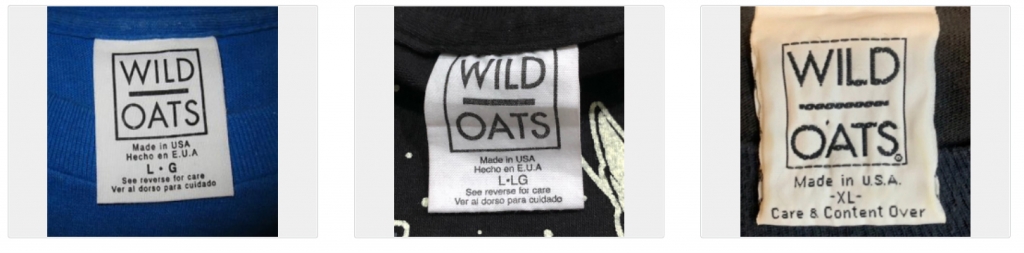 WILD
OATS
Made in USA
Hecho en E.U.A
L • G
See reverse for care
Ver al dorso para cuidado
WILD
OATS
Made in USA
Hecho en E.U.A
L•LG
See reverse for care
Ver al dorso para cuidado
WILD
OATS®
Made in U.S.A.
-XL-
Care & Content Over